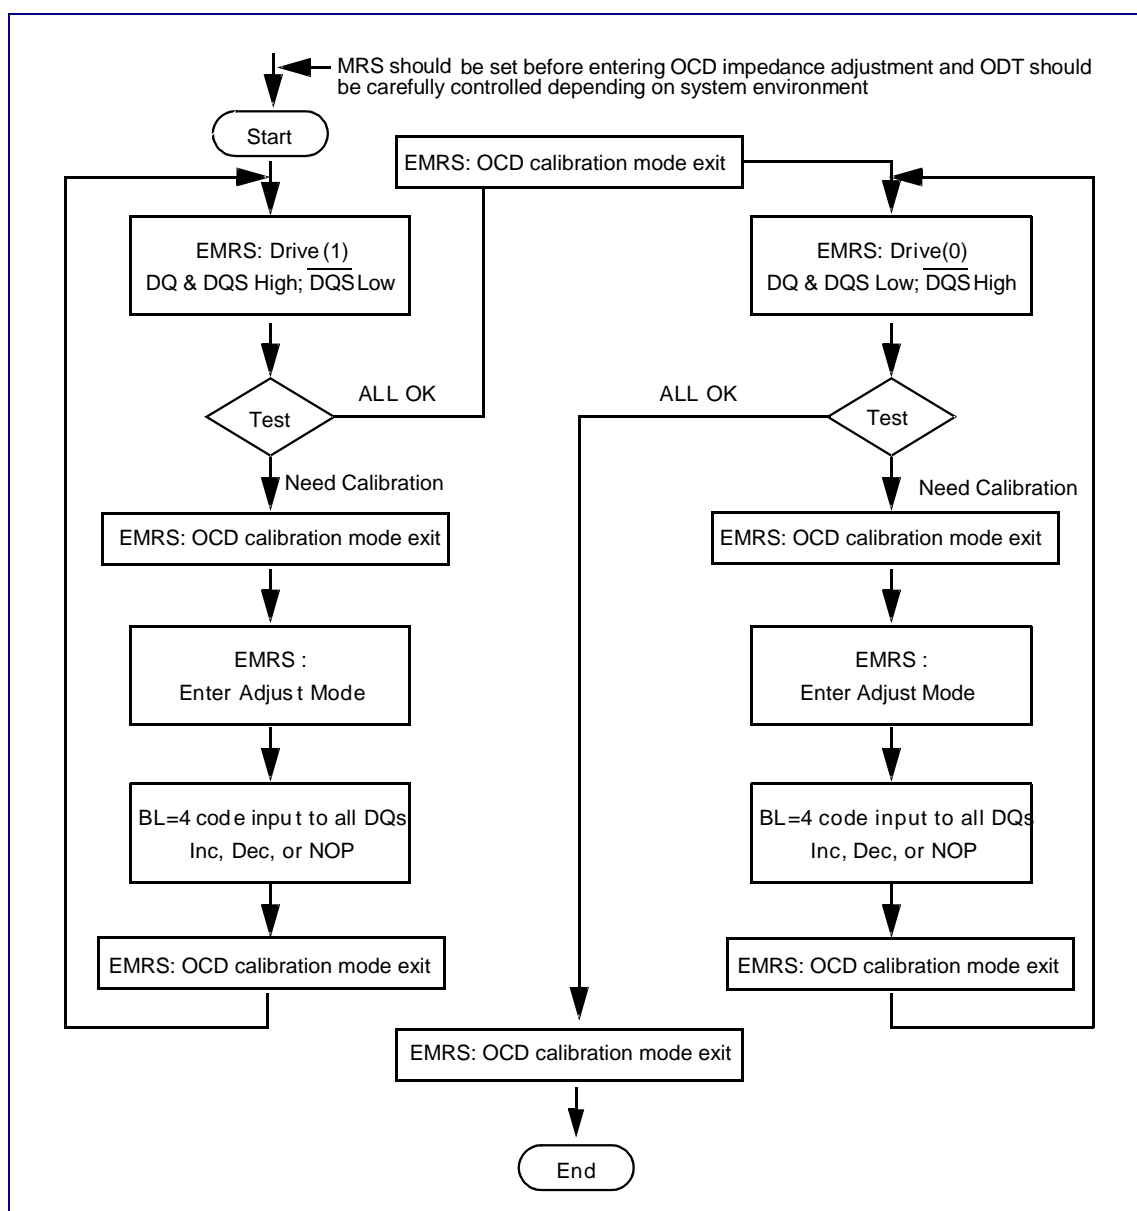 MRS should be set before entering OCD impedance adjustment and ODT should
be carefully controlled depending on system environment
Start
EMRS: OCD calibration mode exit
EMRS: Drive(1)
DQ & DQS High; D̅Q̅S̅ Low
Test
ALL OK
Need Calibration
EMRS: OCD calibration mode exit
EMRS :
Enter Adjust Mode
BL=4 code input to all DQs
Inc, Dec, or NOP
EMRS: OCD calibration mode exit
EMRS: Drive(0)
DQ & DQS Low; D̅Q̅S̅ High
Test
ALL OK
Need Calibration
EMRS: OCD calibration mode exit
EMRS :
Enter Adjust Mode
BL=4 code input to all DQs
Inc, Dec, or NOP
EMRS: OCD calibration mode exit
EMRS: OCD calibration mode exit
End